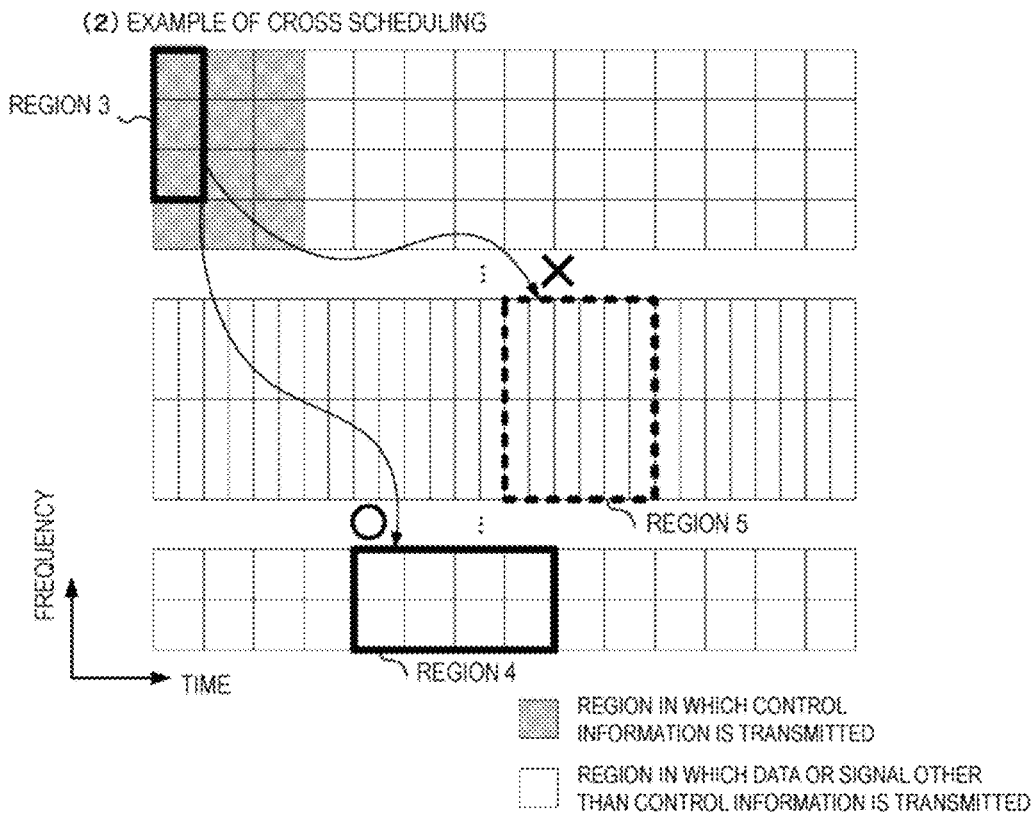 (2) EXAMPLE OF CROSS SCHEDULING
REGION 3
REGION 5
FREQUENCY
REGION 4
TIME
REGION IN WHICH CONTROL
INFORMATION IS TRANSMITTED
REGION IN WHICH DATA OR SIGNAL OTHER
THAN CONTROL INFORMATION IS TRANSMITTED